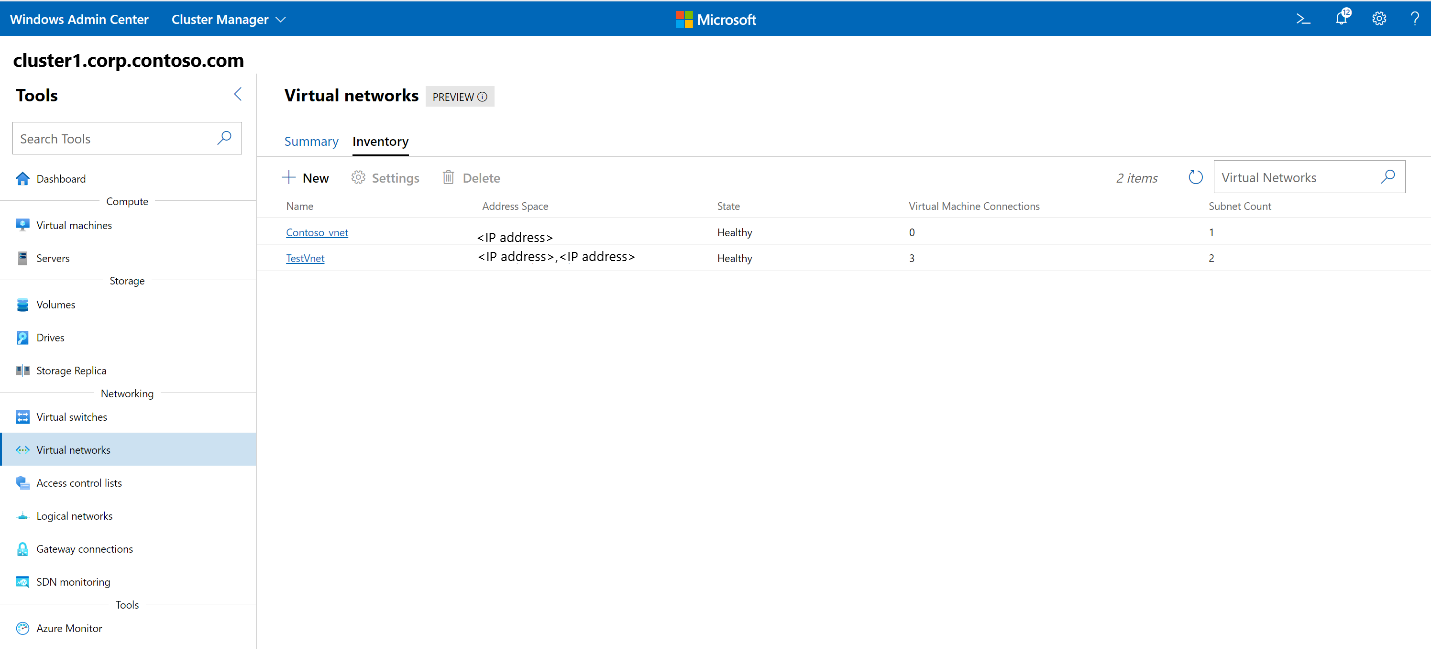 Windows Admin Center Cluster Manager Microsoft >_ 12 ?
cluster1.corp.contoso.com
Tools
Virtual networks PREVIEW
Search Tools
Summary Inventory
New Settings Delete 2 items Virtual Networks
Name Address Space State Virtual Machine Connections Subnet Count
Contoso_vnet <IP address> Healthy 0 1
TestVnet <IP address>,<IP address> Healthy 3 2
Dashboard
Compute
Virtual machines
Servers
Storage
Volumes
Drives
Storage Replica
Networking
Virtual switches
Virtual networks
Access control lists
Logical networks
Gateway connections
SDN monitoring
Tools
Azure Monitor